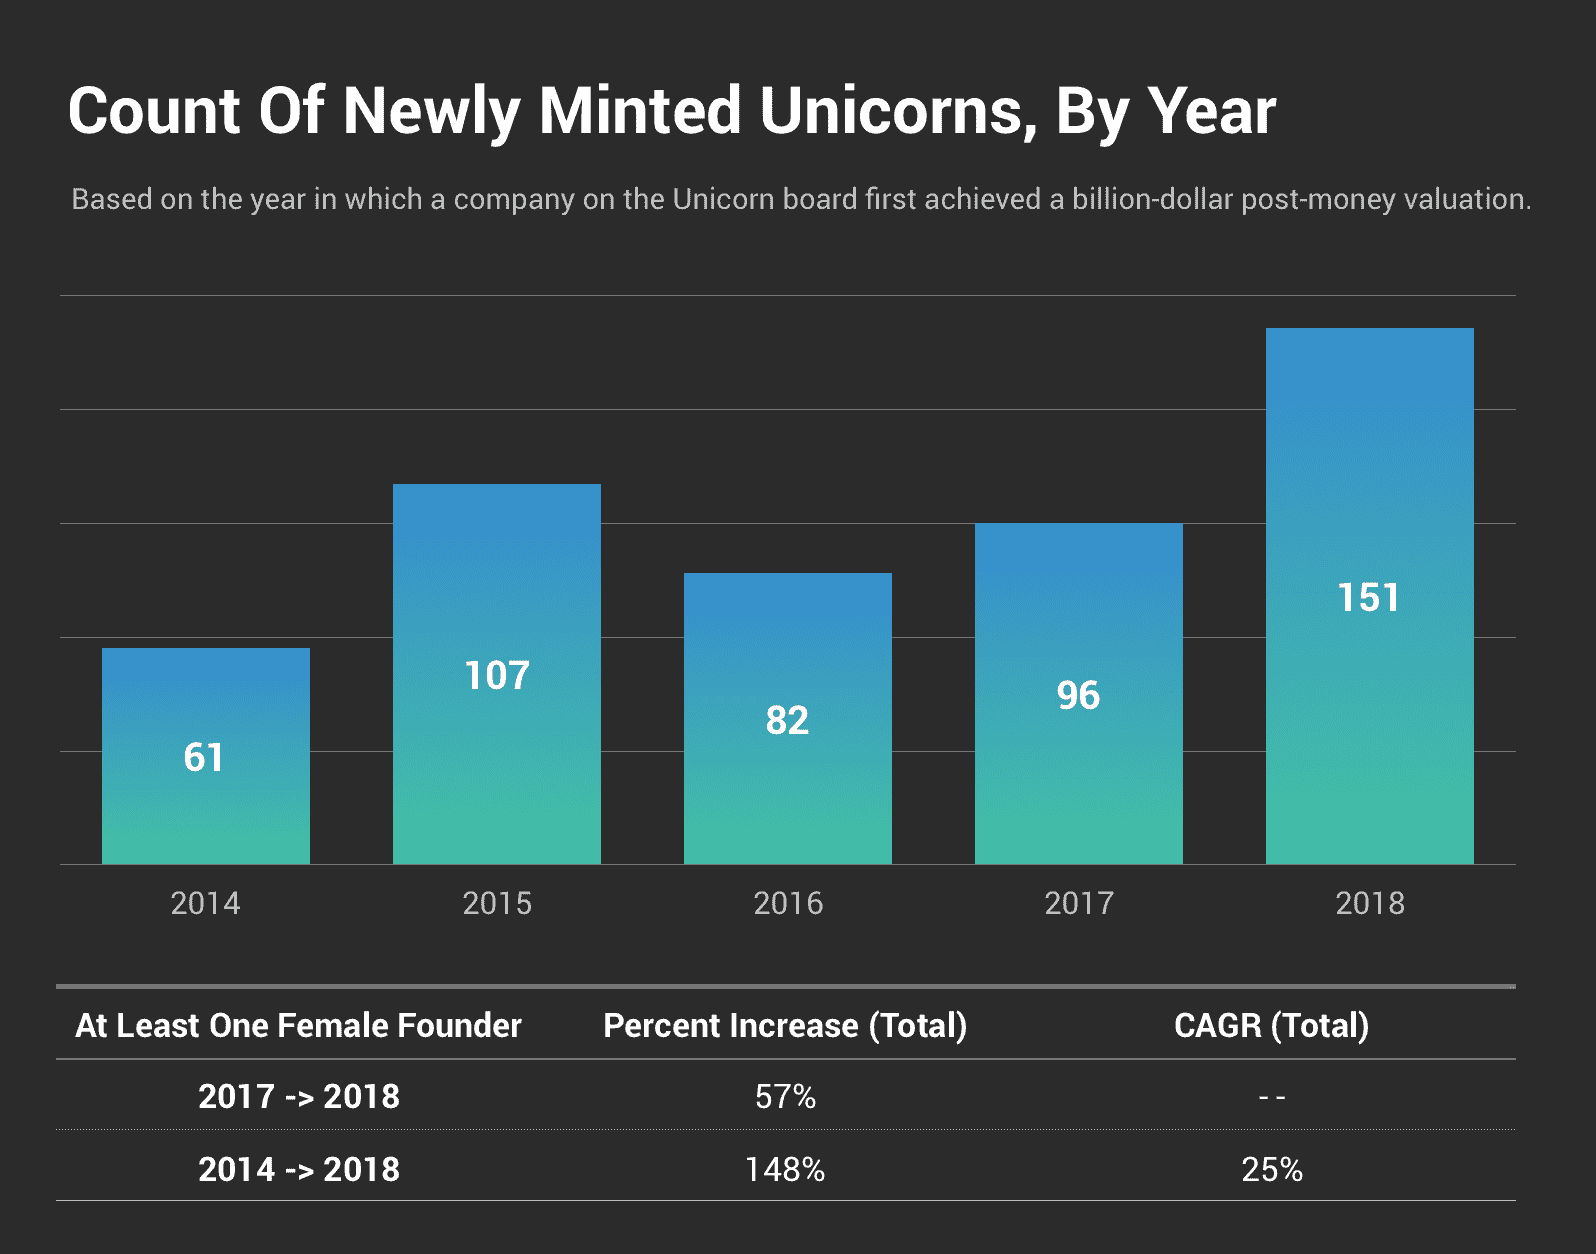 Count Of Newly Minted Unicorns, By Year
Based on the year in which a company on the Unicorn board first achieved a billion-dollar post-money valuation.
61
107
82
96
151
2014 2015 2016 2017 2018
At Least One Female Founder Percent Increase (Total) CAGR (Total)
2017 -> 2018 57% --
2014 -> 2018 148% 25%